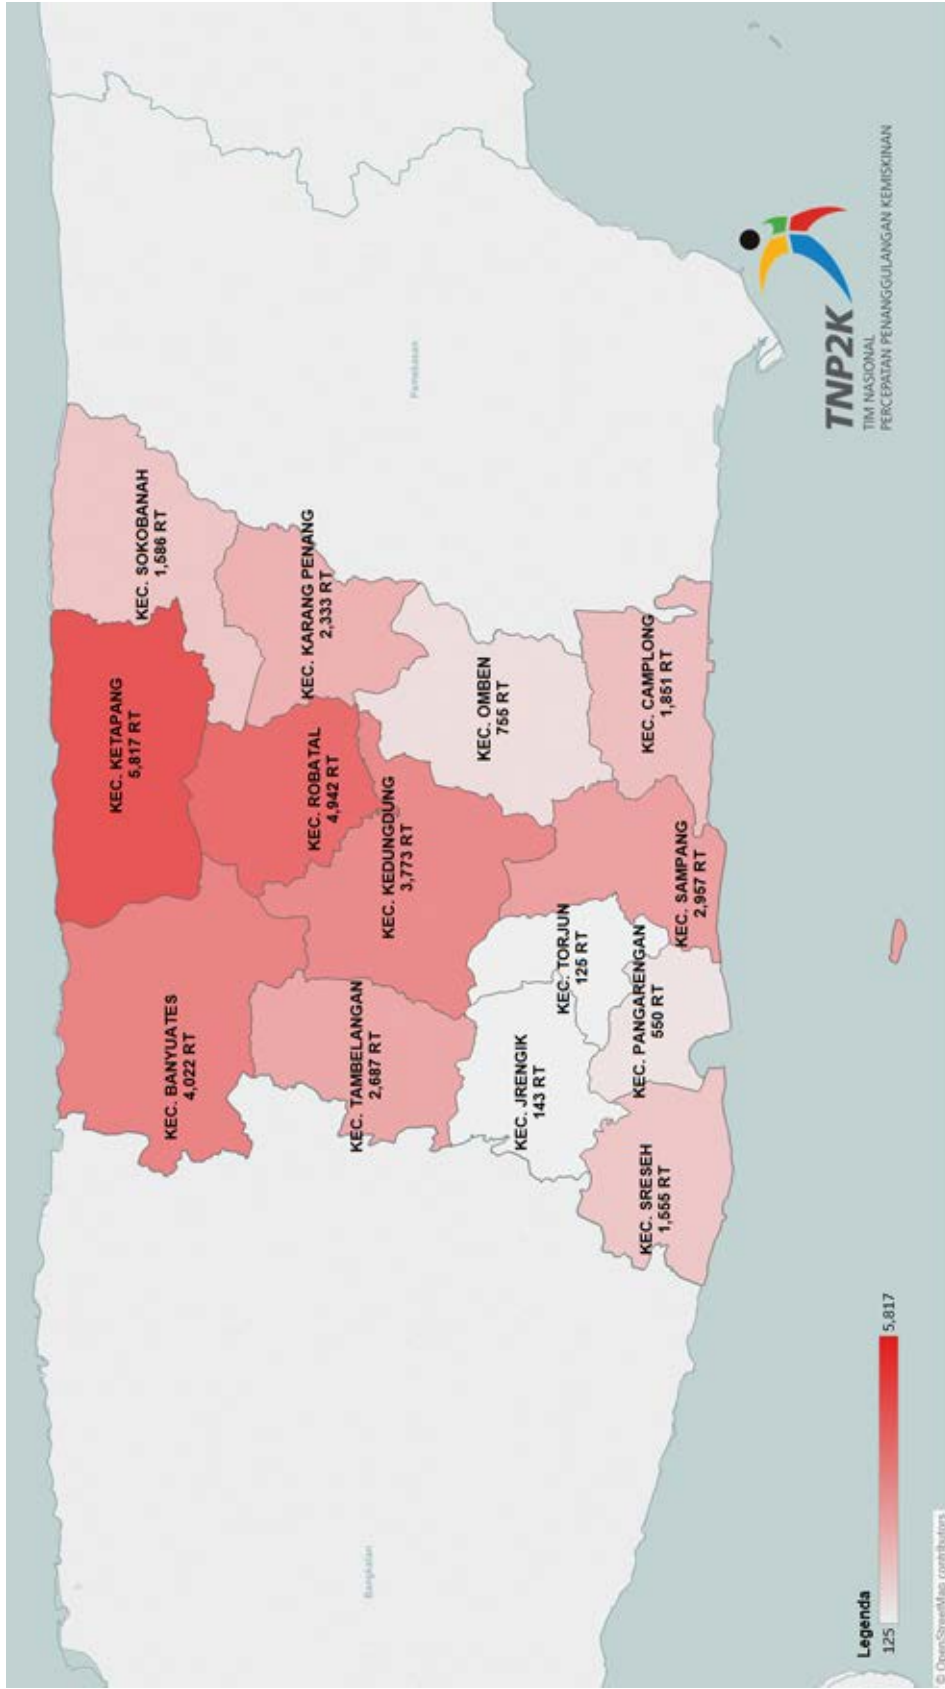 KEC. SOKOBANAH
1,586 RT
KEC. KETAPANG
5,817 RT
KEC. KARANG PENANG
2,333 RT
KEC. ROBATAL
4,942 RT
KEC. BANYUATES
4,022 RT
KEC. KEDUNGDUNG
3,773 RT
KEC. TAMBELANGAN
2,687 RT
KEC. OMBEN
755 RT
KEC. CAMPLONG
1,851 RT
KEC. SAMPANG
2,957 RT
KEC. TORJUN
125 RT
KEC. PANGARENGAN
550 RT
KEC. JRENGIK
143 RT
KEC. SRESEH
1,555 RT
Pamekasan
Bangkalan
Legenda
125
5,817
TNP2K
TIM NASIONAL
PERCEPATAN PENANGGULANGAN KEMISKINAN
© OpenStreetMap contributors